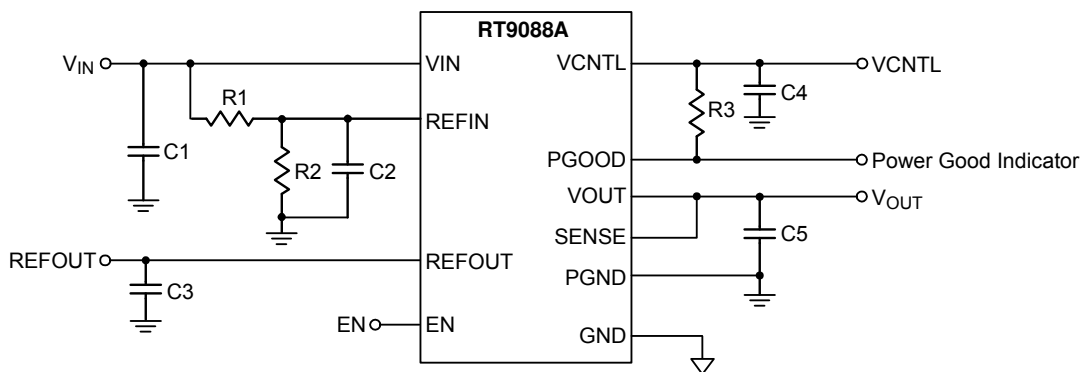 RT9088A
VIN
VIN
VCNTL
VCNTL
C4
R3
R1
REFIN
C1
R2
C2
PGOOD
Power Good Indicator
VOUT
VOUT
SENSE
C5
REFOUT
REFOUT
PGND
C3
EN
EN
GND